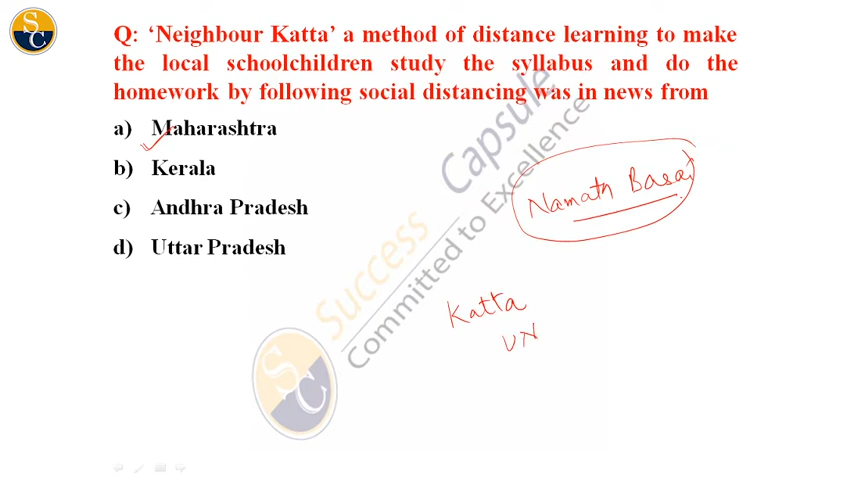 SC
Q: ‘Neighbour Katta’ a method of distance learning to make
the local schoolchildren study the syllabus and do the
homework by following social distancing was in news from
a) Maharashtra
b) Kerala
c) Andhra Pradesh
d) Uttar Pradesh
Namath Basai
Katta
UN
Success Capsule
Committed to Excellence
SC